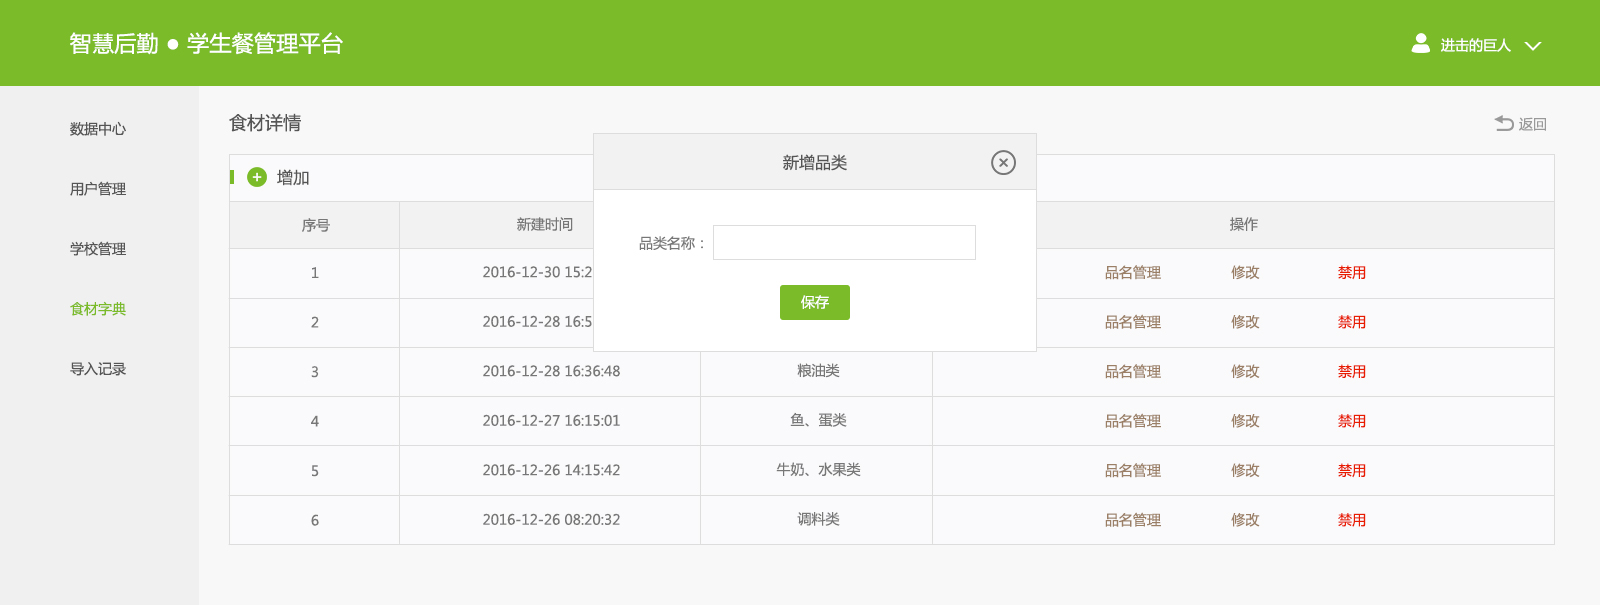 智慧后勤 ● 学生餐管理平台
进击的巨人
数据中心
用户管理
学校管理
食材字典
导入记录
食材详情
返回
增加
新增品类
品类名称：
保存
序号 新建时间 操作
1 2016-12-30 15:2 品名管理 修改 禁用
2 2016-12-28 16:5 品名管理 修改 禁用
3 2016-12-28 16:36:48 粮油类 品名管理 修改 禁用
4 2016-12-27 16:15:01 鱼、蛋类 品名管理 修改 禁用
5 2016-12-26 14:15:42 牛奶、水果类 品名管理 修改 禁用
6 2016-12-26 08:20:32 调料类 品名管理 修改 禁用